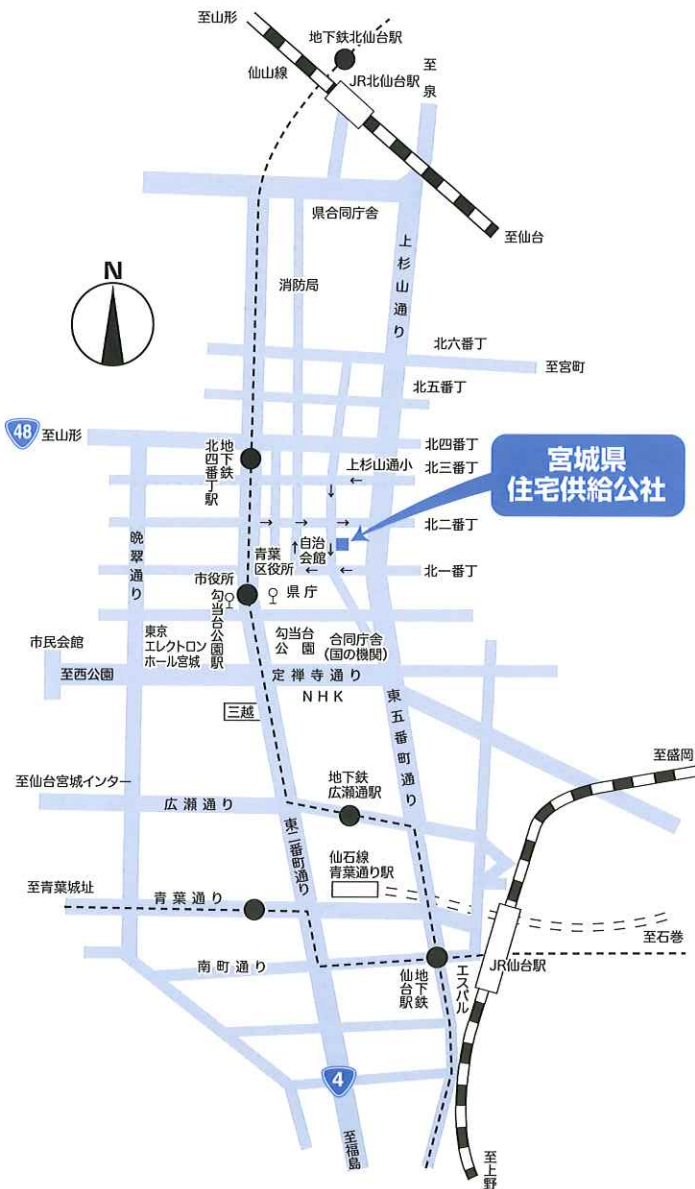 至山形
地下鉄北仙台駅
仙山線
JR北仙台駅
至泉
県合同庁舎
至仙台
上杉山通り
N
消防局
北六番丁
至宮町
北五番丁
48
至山形
北四番丁
地下鉄
北四番丁駅
上杉山通小
北三番丁
宮城県
住宅供給公社
←
↓
→
→
→
北二番丁
晩翠通り
青葉
区役所
↑
自治
会館
↓
←
←
北一番丁
市役所
県庁
勾当台公園駅
市民会館
東京
エレクトロン
ホール宮城
勾当台
公園
合同庁舎
(国の機関)
至西公園
定禅寺通り
NHK
三越
東五番町通り
至盛岡
至仙台宮城インター
地下鉄
広瀬通駅
広瀬通り
東二番町通り
仙石線
青葉通り駅
至青葉城址
青葉通り
至石巻
南町通り
地下鉄
仙台駅
エスパル
JR仙台駅
4
至福島
至上野